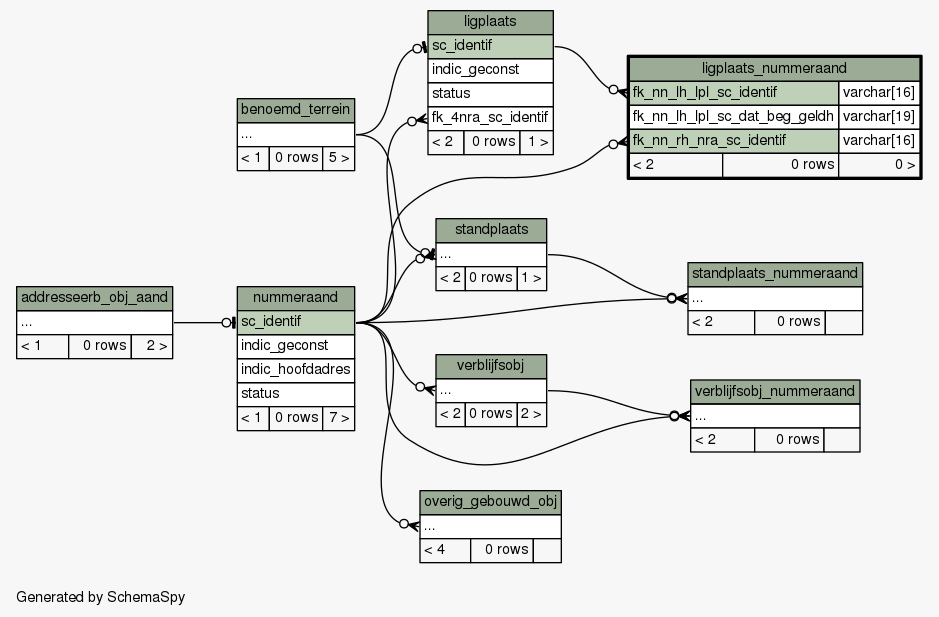 ligplaats
sc_identif
indic_geconst
status
fk_4nra_sc_identif
< 2 0 rows 1 >
ligplaats_nummeraand
fk_nn_lh_lpl_sc_identif varchar[16]
fk_nn_lh_lpl_sc_dat_beg_geldh varchar[19]
fk_nn_rh_nra_sc_identif varchar[16]
< 2 0 rows 0 >
benoemd_terrein
...
< 1 0 rows 5 >
standplaats
...
< 2 0 rows 1 >
standplaats_nummeraand
...
< 2 0 rows
addresseerb_obj_aand
...
< 1 0 rows 2 >
nummeraand
sc_identif
indic_geconst
indic_hoofdadres
status
< 1 0 rows 7 >
verblijfsobj
...
< 2 0 rows 2 >
verblijfsobj_nummeraand
...
< 2 0 rows
overig_gebouwd_obj
...
< 4 0 rows
Generated by SchemaSpy